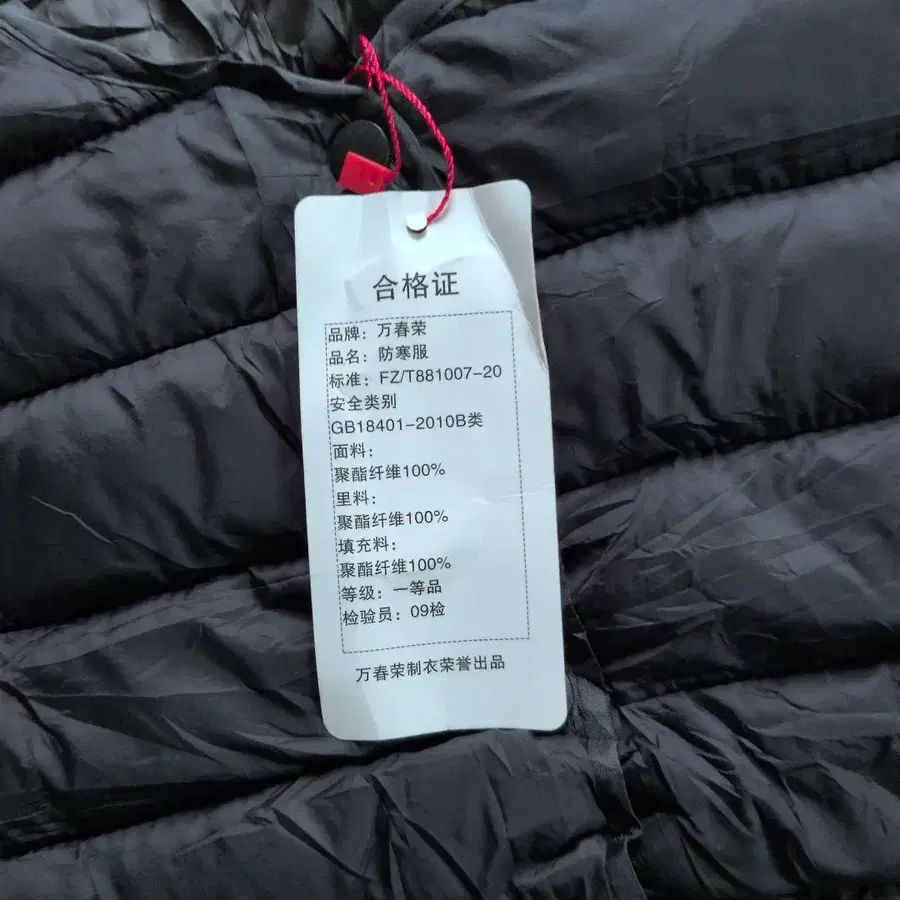 合格证
品牌：万春荣
品名：防寒服
标准：FZ/T881007-20
安全类别
GB18401-2010B类
面料：
聚酯纤维100%
里料：
聚酯纤维100%
填充料：
聚酯纤维100%
等级：一等品
检验员：09检
万春荣制衣荣誉出品